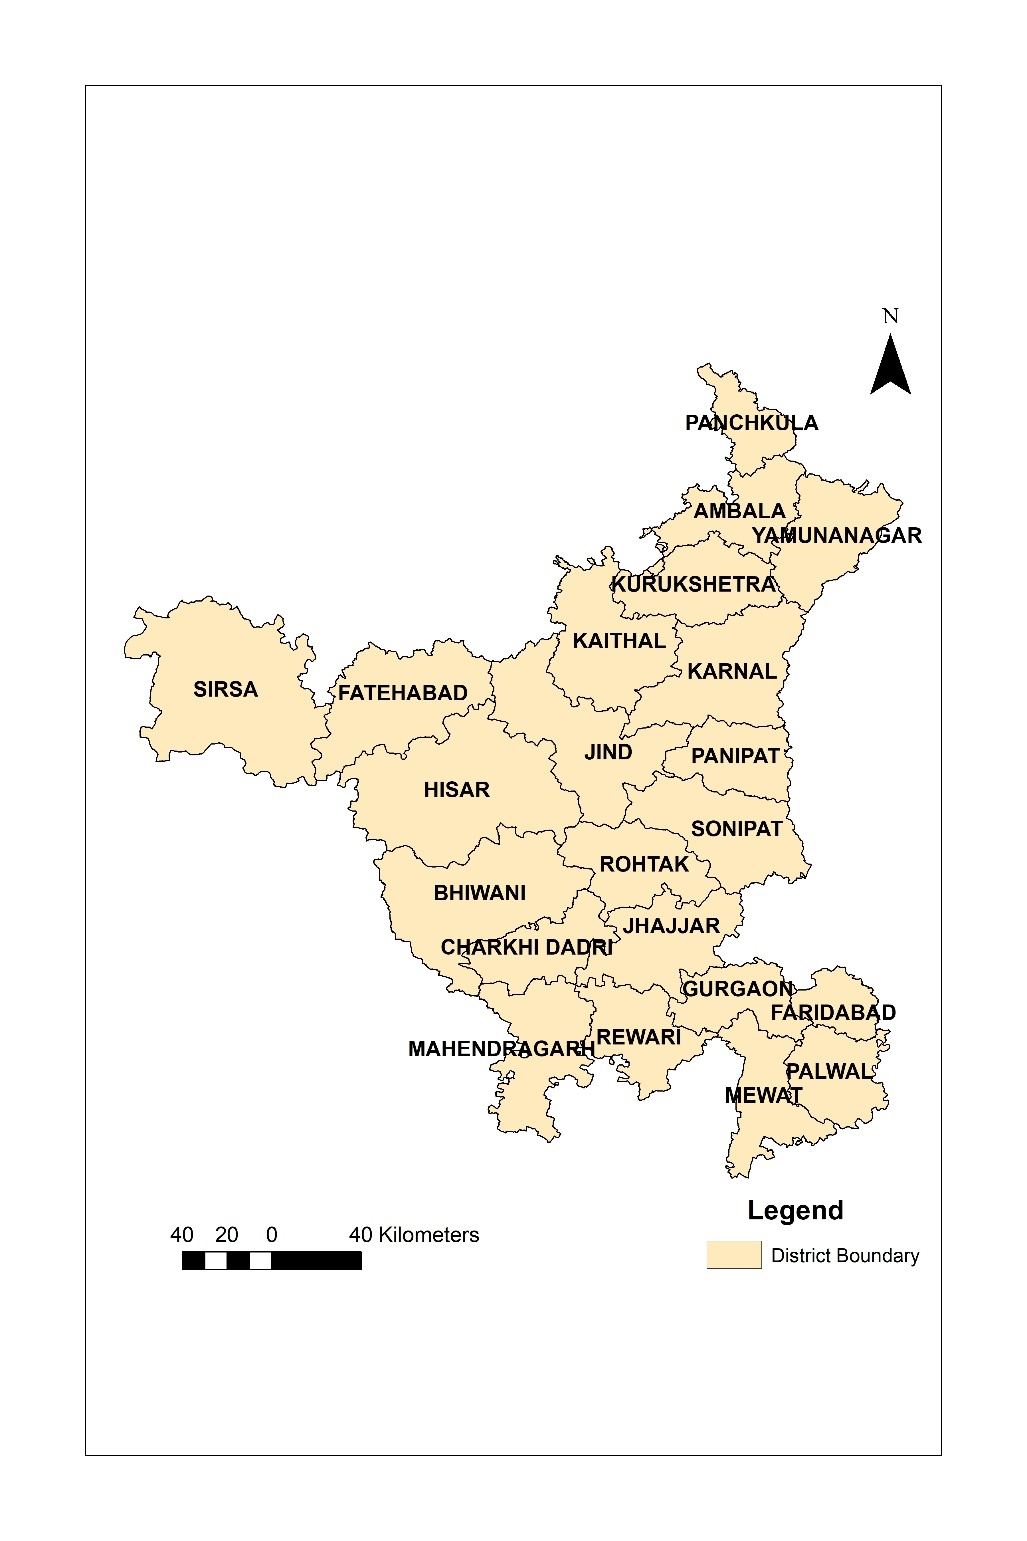 N
PANCHKULA
AMBALA
YAMUNANAGAR
KURUKSHETRA
KAITHAL
KARNAL
SIRSA
FATEHABAD
JIND
PANIPAT
HISAR
SONIPAT
ROHTAK
BHIWANI
JHAJJAR
CHARKHI DADRI
GURGAON
FARIDABAD
REWARI
MAHENDRAGARH
PALWAL
MEWAT
Legend
40 20 0 40 Kilometers
District Boundary